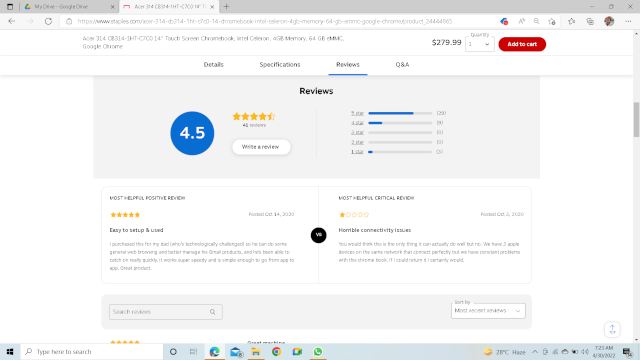 My Drive - Google Drive
Acer 314 CB314-1HT-C7C0 14" T
https://www.staples.com/acer-314-cb314-1ht-c7c0-14-chromebook-intel-celeron-4gb-memory-64-gb-emmc-google-chrome/product_24444565
Acer 314 CB314-1HT-C7C0 14" Touch Screen Chromebook, Intel Celeron, 4GB Memory, 64 GB eMMC,
Google Chrome
$279.99
Quantity
1
Add to cart
Details
Specifications
Reviews
Q&A
Reviews
4.5
41 reviews
Write a review
5 star
4 star
3 star
2 star
1 star
MOST HELPFUL POSITIVE REVIEW
Posted Oct 14, 2020
Easy to setup & used
I purchased this for my dad (who's technologically challenged) so he can do some
general web browsing and better manage his Gmail products, and he's been able to
catch on really quickly. It works super speedy and is simple enough to go from app to
app. Great product.
VS
MOST HELPFUL CRITICAL REVIEW
Posted Oct 3, 2020
Horrible connectivity issues
You would think this is the only thing it can actually do well but no. We have 3 apple
devices on the same network that connect perfectly but we have constant problems
with the chrome book. If I could return it I certainly would.
Search reviews
Sort by
Most recent reviews
Great machine
Type here to search
28°C Haze
7:23 AM
4/30/2022